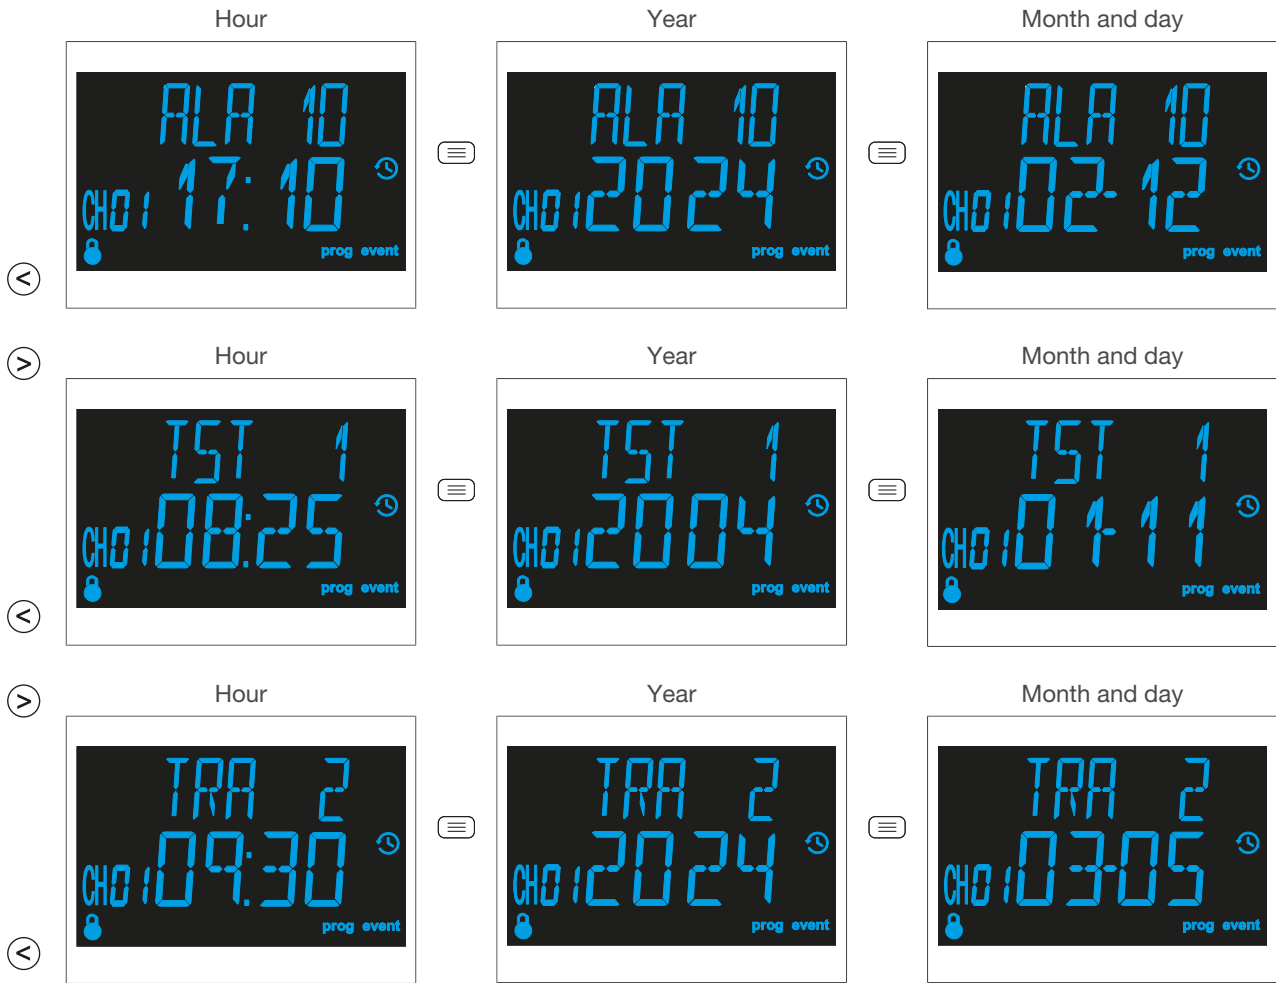 Hour Year Month and day
ALA 10 ALA 10 ALA 10
CH01 17:10 CH01 2024 CH01 02-12
prog event prog event prog event
<
> Hour Year Month and day
TST 1 TST 1 TST 1
CH01 08:25 CH01 2004 CH01 01-11
prog event prog event prog event
<
> Hour Year Month and day
TRA 2 TRA 2 TRA 2
CH01 09:30 CH01 2024 CH01 03-05
prog event prog event prog event
<